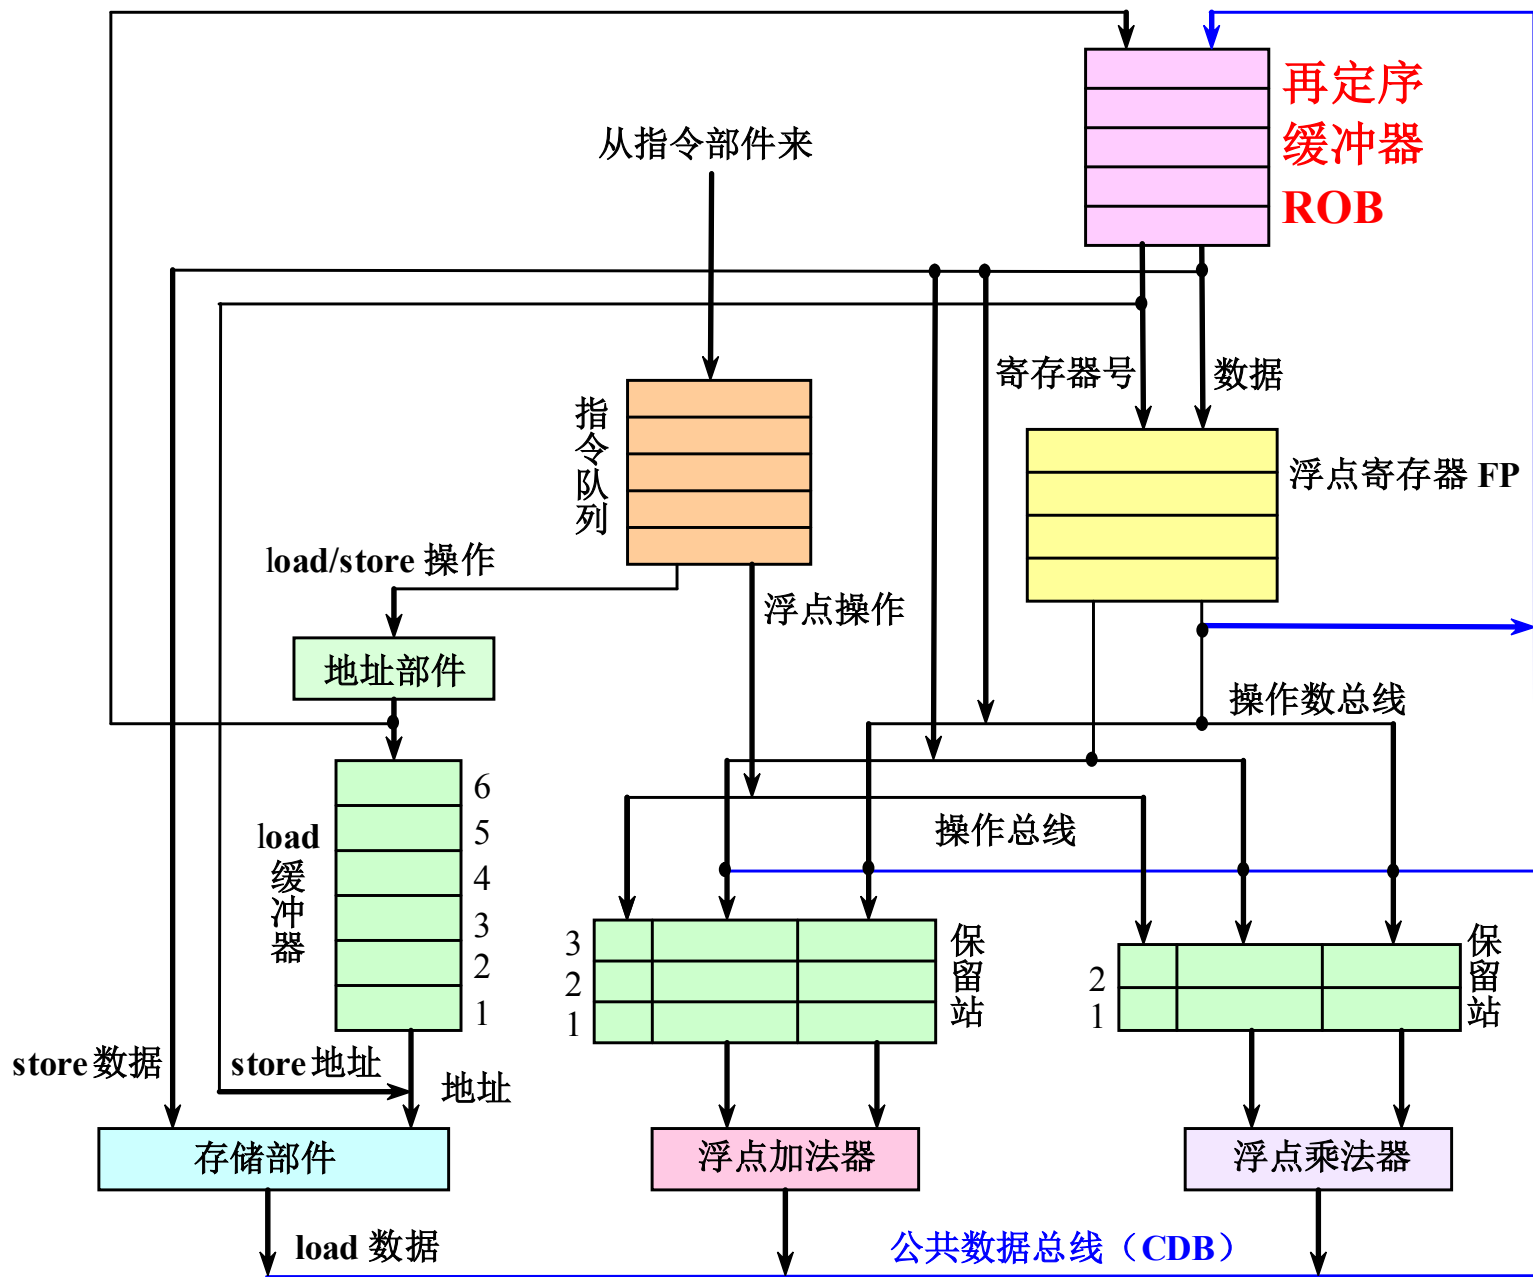 再定序
缓冲器
ROB
从指令部件来
寄存器号
数据
指令队列
浮点寄存器 FP
load/store 操作
浮点操作
地址部件
操作数总线
6
5
4
3
2
1
load
缓冲器
操作总线
3
2
1
保留站
2
1
保留站
store 数据
store 地址
地址
存储部件
浮点加法器
浮点乘法器
load 数据
公共数据总线（CDB）